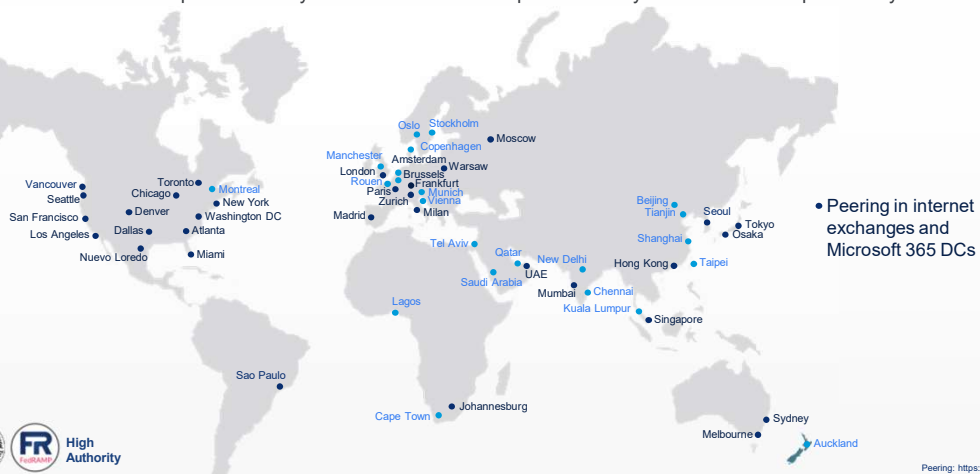 Oslo
Stockholm
Moscow
Copenhagen
Manchester
Amsterdam
London
Brussels
Warsaw
Rouen
Paris
Frankfurt
Munich
Zurich
Vienna
Madrid
Milan
Vancouver
Seattle
Toronto
Chicago
Montreal
New York
San Francisco
Denver
Washington DC
Los Angeles
Dallas
Atlanta
Nuevo Loredo
Miami
Beijing
Tianjin
Seoul
Tokyo
Osaka
Shanghai
Tel Aviv
Qatar
New Delhi
Hong Kong
Taipei
UAE
Saudi Arabia
Mumbai
Chennai
Kuala Lumpur
Singapore
Lagos
Sao Paulo
Cape Town
Johannesburg
Sydney
Melbourne
Auckland
Peering in internet
exchanges and
Microsoft 365 DCs
FR
FedRAMP
High
Authority
Peering: https: